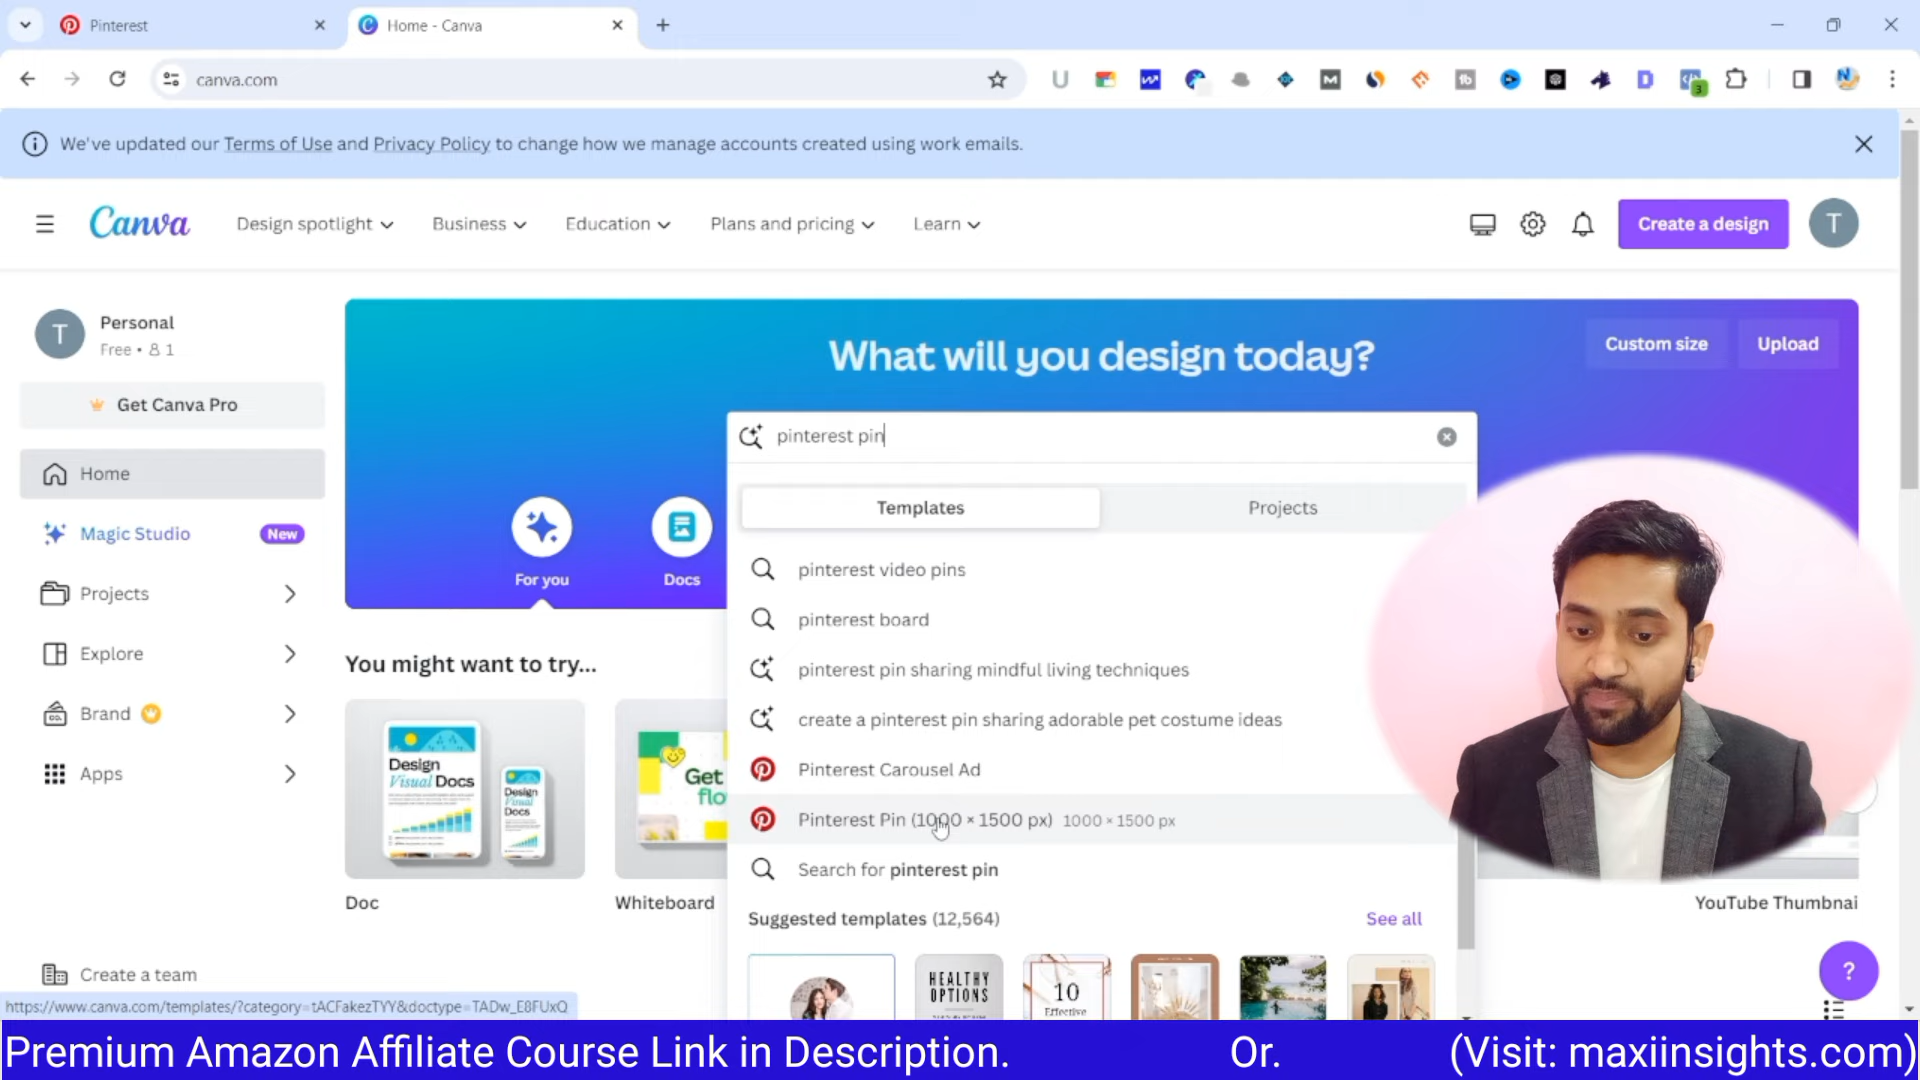 Pinterest
Home - Canva
canva.com
3
We've updated our Terms of Use and Privacy Policy to change how we manage accounts created using work emails.
Canva
Design spotlight
Business
Education
Plans and pricing
Learn
Create a design
T
T
Personal
Free • 1
Get Canva Pro
Home
Magic Studio New
Projects
Explore
Brand
Apps
Create a team
What will you design today?
Custom size
Upload
pinterest pin
For you
Docs
Templates
Projects
pinterest video pins
pinterest board
pinterest pin sharing mindful living techniques
create a pinterest pin sharing adorable pet costume ideas
Pinterest Carousel Ad
Pinterest Pin (1000 × 1500 px) 1000 × 1500 px
Search for pinterest pin
Suggested templates (12,564)
See all
HEALTHY
OPTIONS
10
Effective
You might want to try...
Design
Visual Docs
Design
Visual
Docs
Get
flo
Doc
Whiteboard
YouTube Thumbnai
?
https://www.canva.com/templates/?category=tACFakezTYY&doctype=TADw_E8FUxQ
Premium Amazon Affiliate Course Link in Description. Or. (Visit: maxiinsights.com)